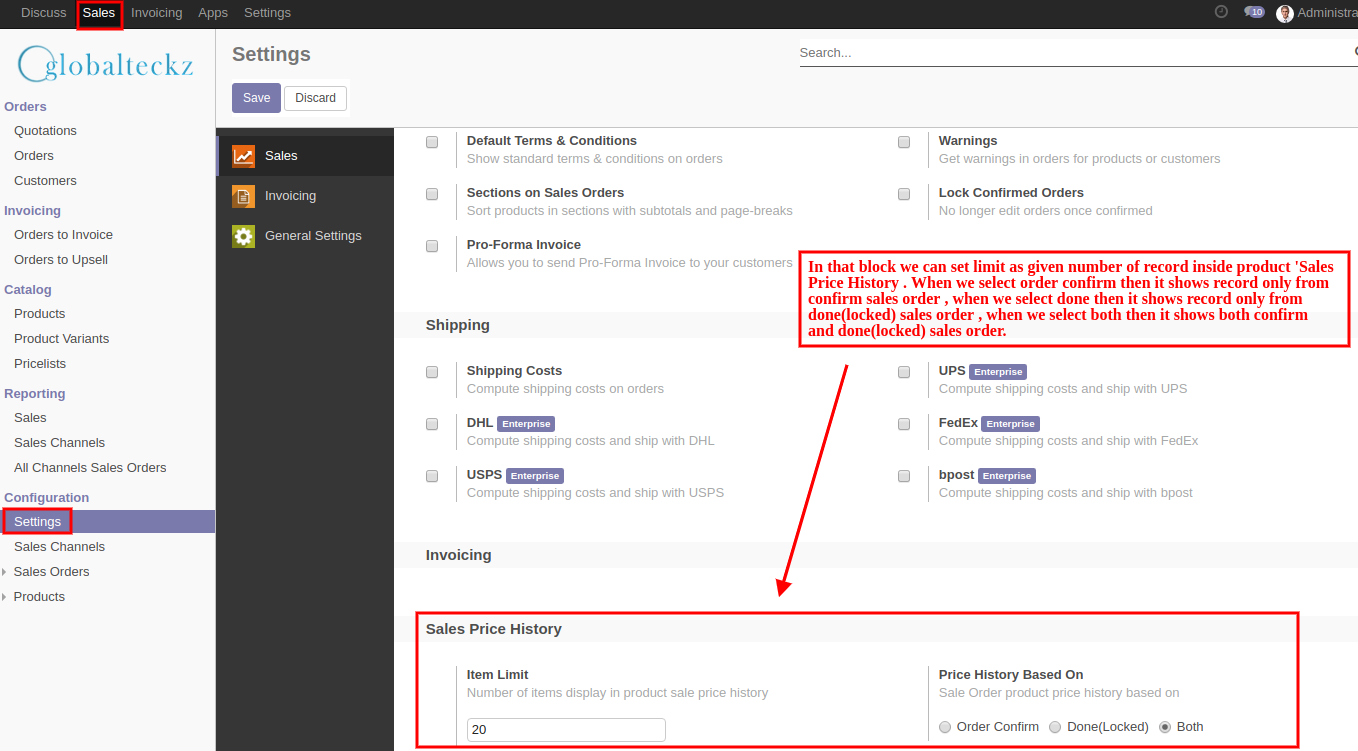 Discuss Sales Invoicing Apps Settings 10 Administra
globalteckz
Settings
Search...
Save Discard
Orders
Quotations
Orders
Customers
Invoicing
Orders to Invoice
Orders to Upsell
Catalog
Products
Product Variants
Pricelists
Reporting
Sales
Sales Channels
All Channels Sales Orders
Configuration
Settings
Sales Channels
Sales Orders
Products
Sales
Invoicing
General Settings
Default Terms & Conditions
Show standard terms & conditions on orders
Warnings
Get warnings in orders for products or customers
Sections on Sales Orders
Sort products in sections with subtotals and page-breaks
Lock Confirmed Orders
No longer edit orders once confirmed
Pro-Forma Invoice
Allows you to send Pro-Forma Invoice to your customers
In that block we can set limit as given number of record inside product 'Sales
Price History . When we select order confirm then it shows record only from
confirm sales order , when we select done then it shows record only from
done(locked) sales order , when we select both then it shows both confirm
and done(locked) sales order.
Shipping
Shipping Costs
Compute shipping costs on orders
UPS Enterprise
Compute shipping costs and ship with UPS
DHL Enterprise
Compute shipping costs and ship with DHL
FedEx Enterprise
Compute shipping costs and ship with FedEx
USPS Enterprise
Compute shipping costs and ship with USPS
bpost Enterprise
Compute shipping costs and ship with bpost
Invoicing
Sales Price History
Item Limit
Number of items display in product sale price history
20
Price History Based On
Sale Order product price history based on
Order Confirm Done(Locked) Both